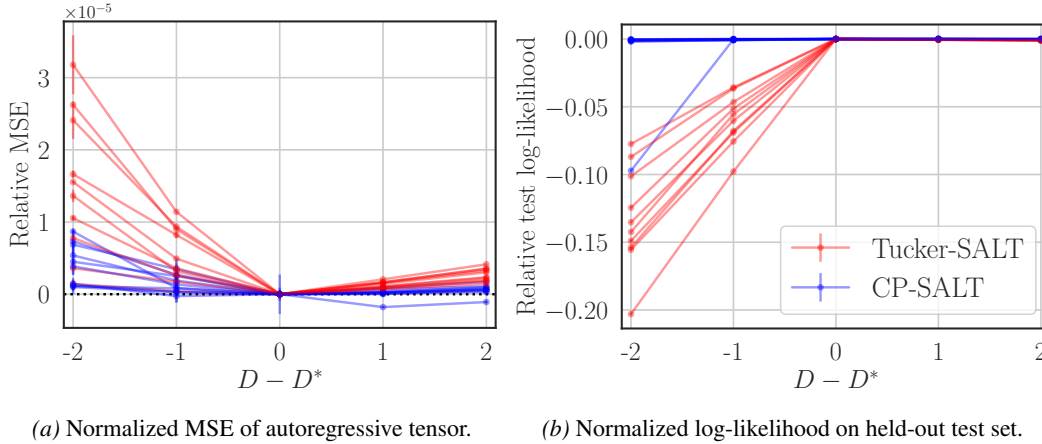 ×10⁻⁵
Relative MSE
4
2
0
-2
-1
0
1
2
D − D*
Relative test log-likelihood
0.00
−0.05
−0.10
−0.15
−0.20
Tucker-SALT
CP-SALT
-2
-1
0
1
2
D − D*
(a) Normalized MSE of autoregressive tensor.
(b) Normalized log-likelihood on held-out test set.